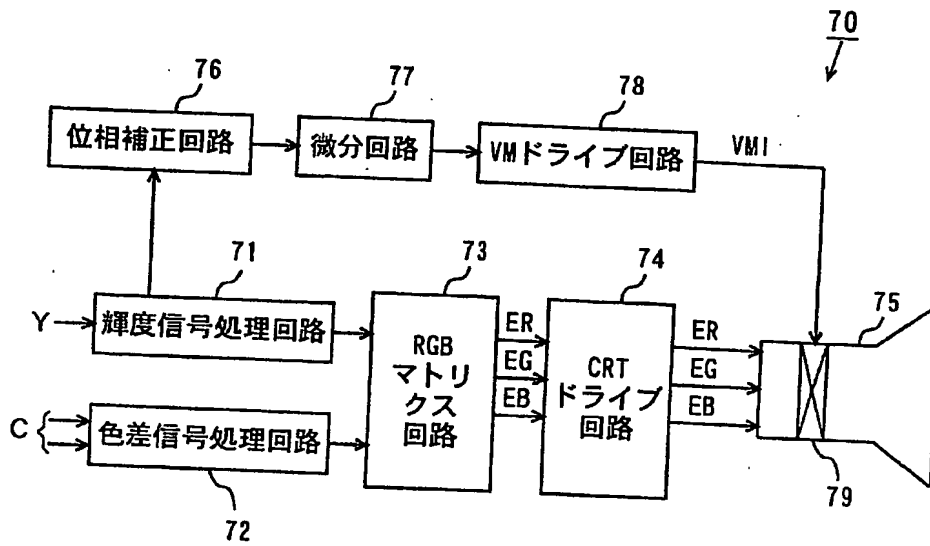 70
76
77
78
位相補正回路
微分回路
VMドライブ回路
VMI
71
73
74
75
Y
輝度信号処理回路
RGB
マトリ
クス
回路
ER
EG
EB
CRT
ドライブ
回路
ER
EG
EB
C
色差信号処理回路
72
79